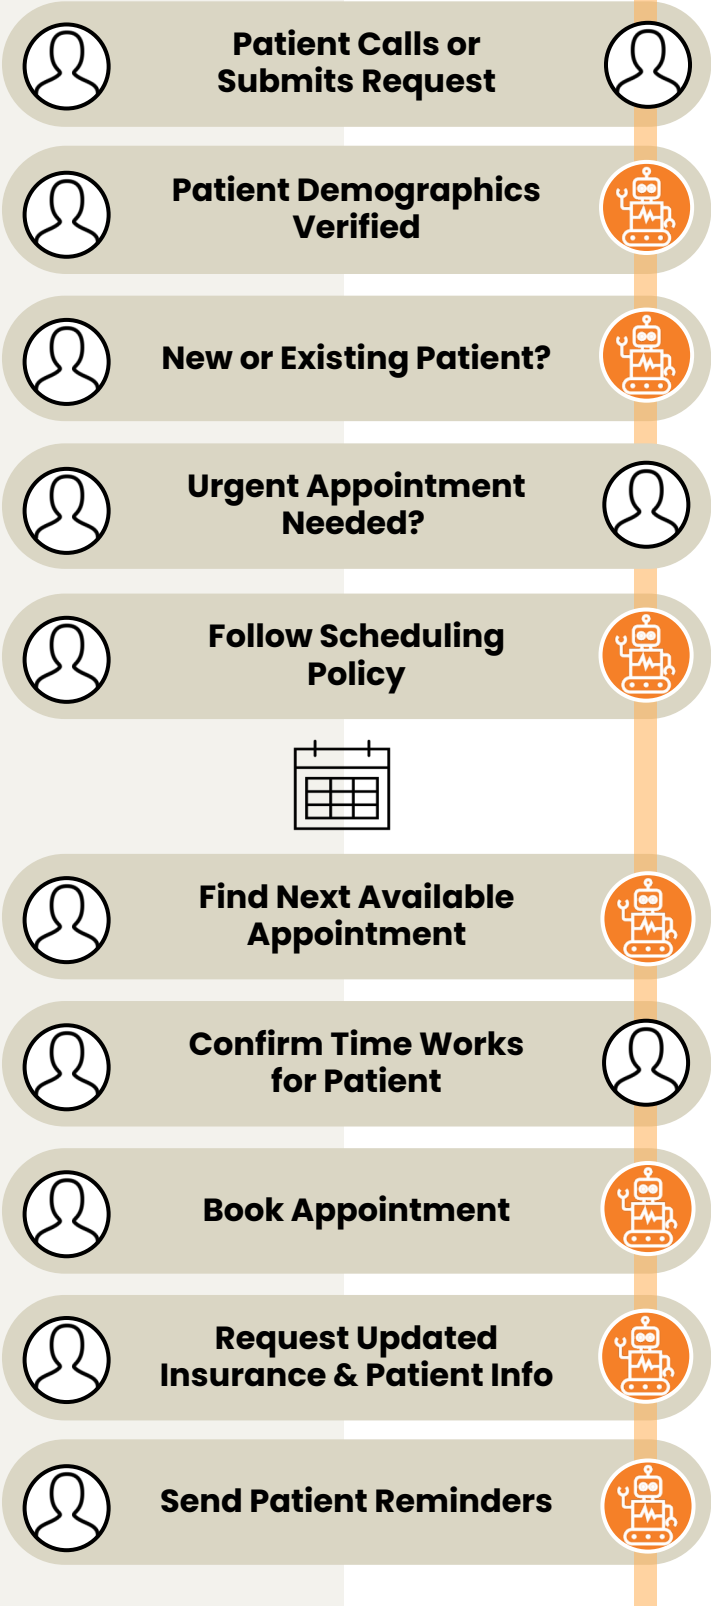 Patient Calls or
Submits Request
Patient Demographics
Verified
New or Existing Patient?
Urgent Appointment
Needed?
Follow Scheduling
Policy
Find Next Available
Appointment
Confirm Time Works
for Patient
Book Appointment
Request Updated
Insurance & Patient Info
Send Patient Reminders